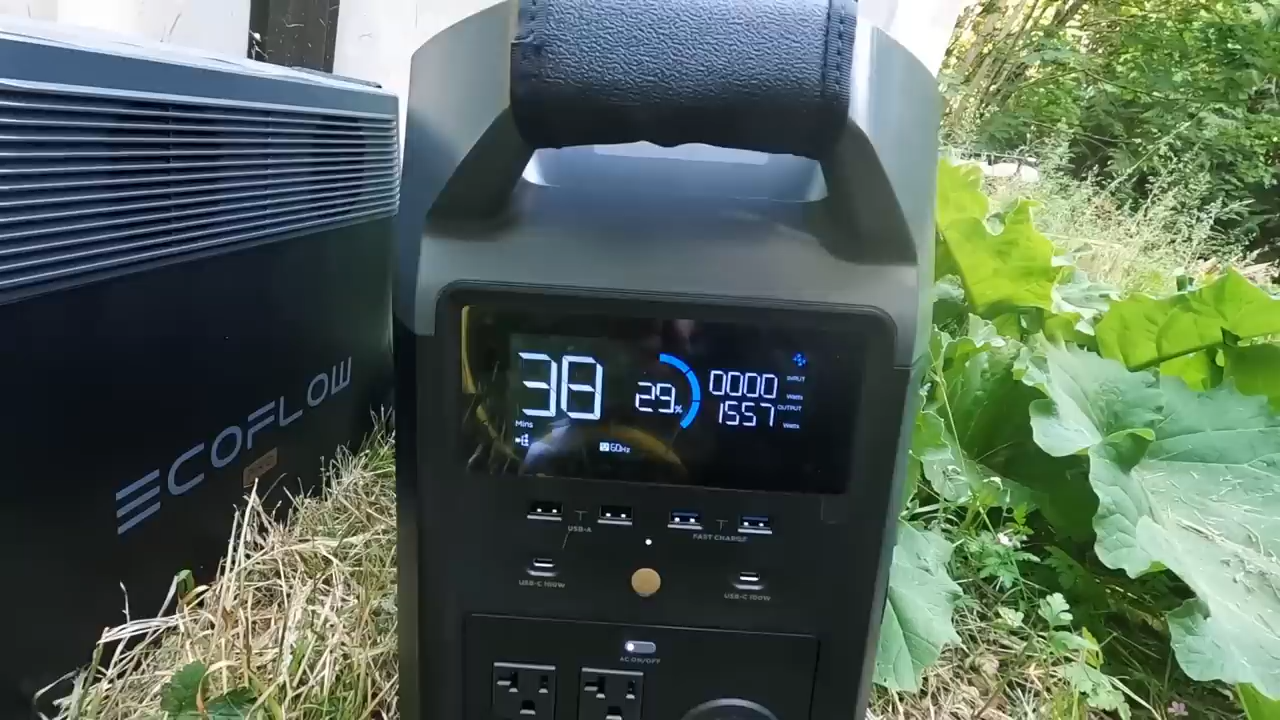 ECOFLOW
38
Mins
29%
0000
INPUT
Watts
1557
OUTPUT
Watts
60Hz
USB-A
FAST CHARGE
USB-C 100W
USB-C 100W
AC ON/OFF